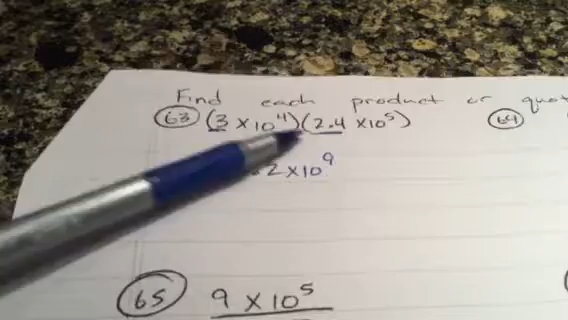 Find each product or quot
63 (3 × 10⁴)(2.4 × 10⁵) 64
.2 × 10⁹
65 9 × 10⁵